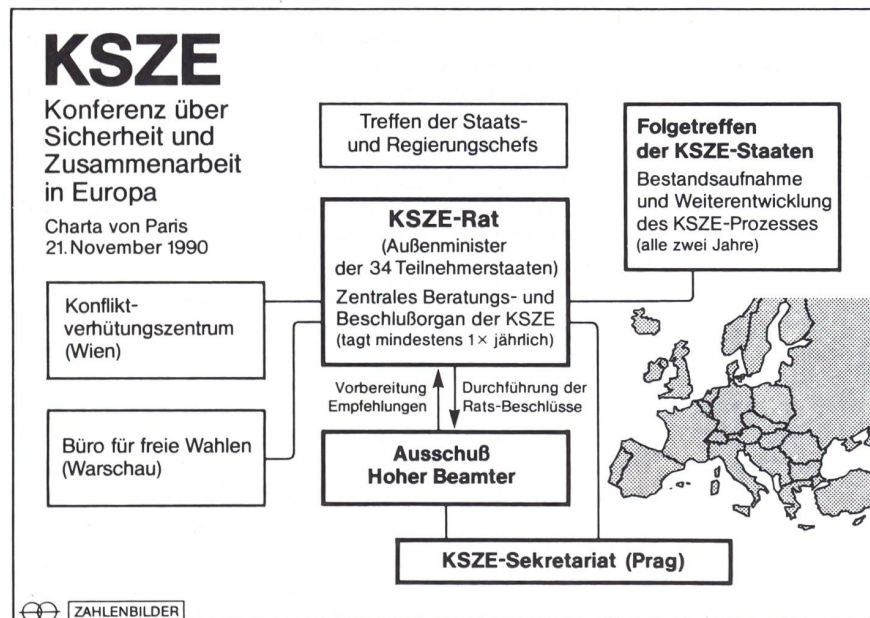 KSZE
Konferenz über
Sicherheit und
Zusammenarbeit
in Europa
Charta von Paris
21. November 1990
Treffen der Staats-
und Regierungschefs
Folgetreffen
der KSZE-Staaten
Bestandsaufnahme
und Weiterentwicklung
des KSZE-Prozesses
(alle zwei Jahre)
KSZE-Rat
(Außenminister
der 34 Teilnehmerstaaten)
Zentrales Beratungs- und
Beschlußorgan der KSZE
(tagt mindestens 1× jährlich)
Konflikt-
verhütungszentrum
(Wien)
Büro für freie Wahlen
(Warschau)
Vorbereitung
Empfehlungen
Durchführung der
Rats-Beschlüsse
Ausschuß
Hoher Beamter
KSZE-Sekretariat (Prag)
ZAHLENBILDER